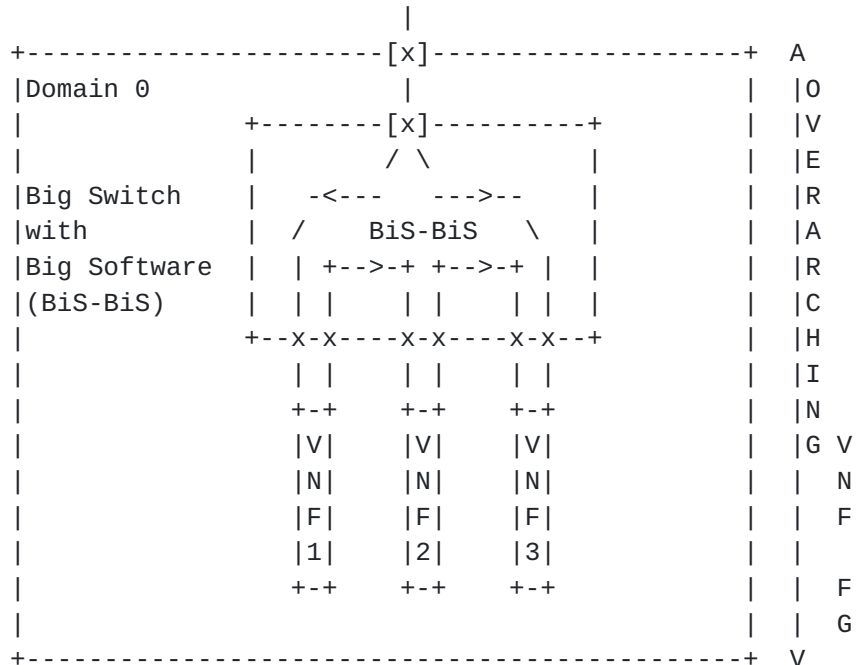 |
+-----------------------[x]--------------------+  A
|Domain 0                |                     |  |O
|              +--------[x]----------+         |  |V
|              |        / \          |         |  |E
|Big Switch    |   -<---   --->--    |         |  |R
|with          |  /    BiS-BiS   \   |         |  |A
|Big Software  |  | +-->-+ +-->-+ |  |         |  |R
|(BiS-BiS)     |  | |    | |    | |  |         |  |C
|              +--x-x----x-x----x-x--+         |  |H
|                 | |    | |    | |            |  |I
|                 +-+    +-+    +-+            |  |N
|                 |V|    |V|    |V|            |  |G V
|                 |N|    |N|    |N|            |  |  N
|                 |F|    |F|    |F|            |  |  F
|                 |1|    |2|    |3|            |  |
|                 +-+    +-+    +-+            |  |  F
|                                              |  |  G
+----------------------------------------------+  V